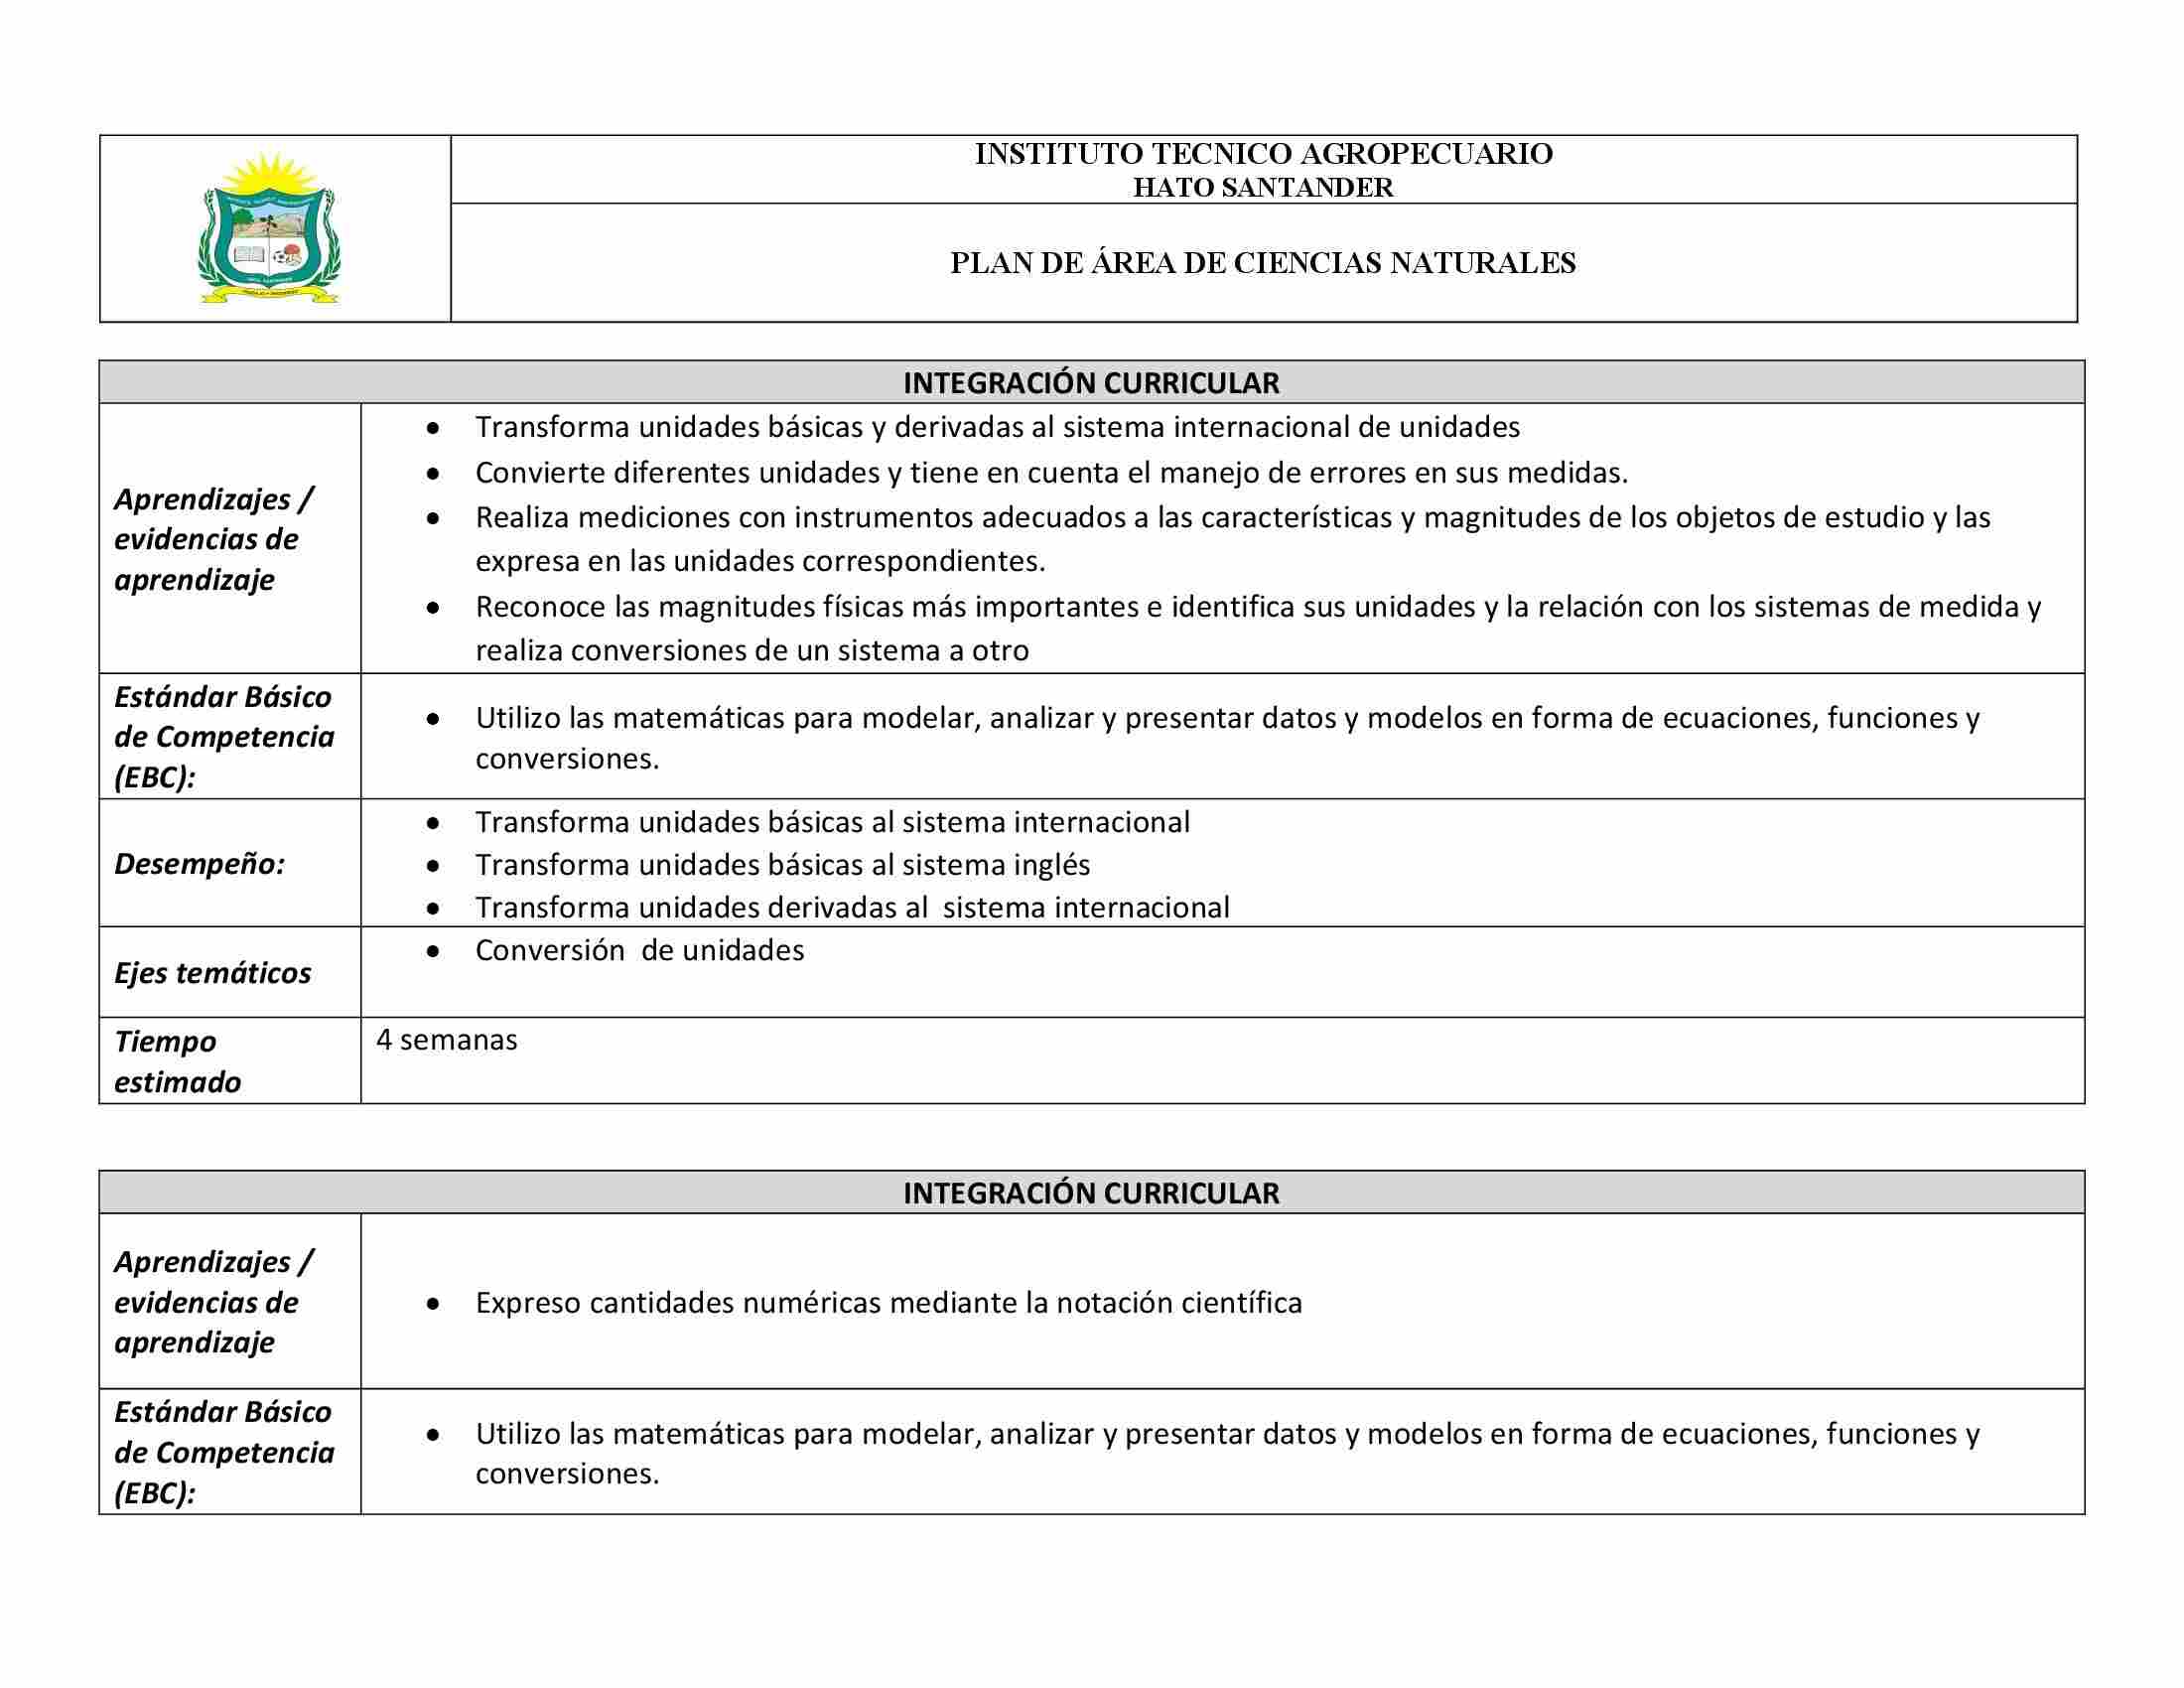 INSTITUTO TECNICO AGROPECUARIO
HATO SANTANDER
PLAN DE ÁREA DE CIENCIAS NATURALES
INTEGRACIÓN CURRICULAR
Aprendizajes /
evidencias de
aprendizaje
• Transforma unidades básicas y derivadas al sistema internacional de unidades
• Convierte diferentes unidades y tiene en cuenta el manejo de errores en sus medidas.
• Realiza mediciones con instrumentos adecuados a las características y magnitudes de los objetos de estudio y las
expresa en las unidades correspondientes.
• Reconoce las magnitudes físicas más importantes e identifica sus unidades y la relación con los sistemas de medida y
realiza conversiones de un sistema a otro
Estándar Básico
de Competencia
(EBC):
• Utilizo las matemáticas para modelar, analizar y presentar datos y modelos en forma de ecuaciones, funciones y
conversiones.
Desempeño:
• Transforma unidades básicas al sistema internacional
• Transforma unidades básicas al sistema inglés
• Transforma unidades derivadas al  sistema internacional
Ejes temáticos
• Conversión  de unidades
Tiempo
estimado
4 semanas
INTEGRACIÓN CURRICULAR
Aprendizajes /
evidencias de
aprendizaje
• Expreso cantidades numéricas mediante la notación científica
Estándar Básico
de Competencia
(EBC):
• Utilizo las matemáticas para modelar, analizar y presentar datos y modelos en forma de ecuaciones, funciones y
conversiones.